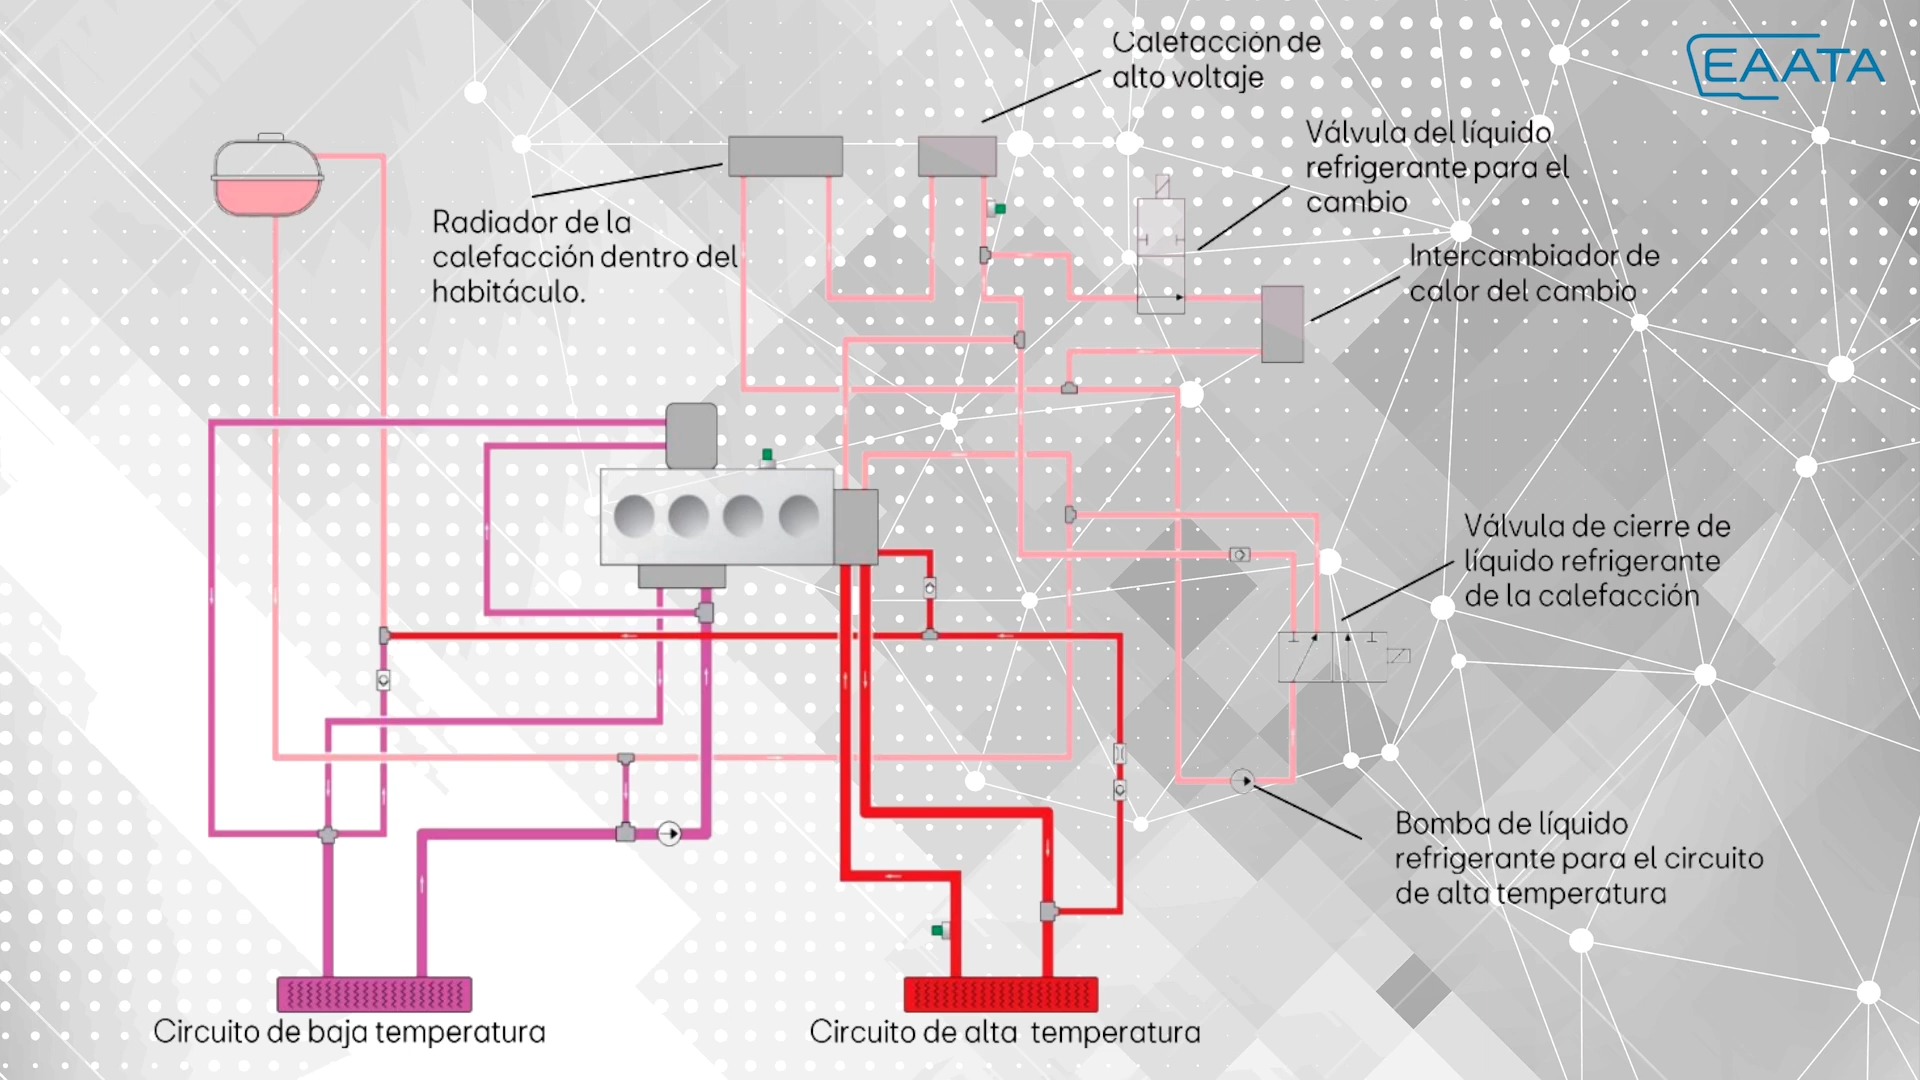 Calefacción de
alto voltaje
EAATA
Válvula del líquido
refrigerante para el
cambio
Radiador de la
calefacción dentro del
habitáculo.
Intercambiador de
calor del cambio
Válvula de cierre de
líquido refrigerante
de la calefacción
Bomba de líquido
refrigerante para el circuito
de alta temperatura
Circuito de baja temperatura
Circuito de alta temperatura